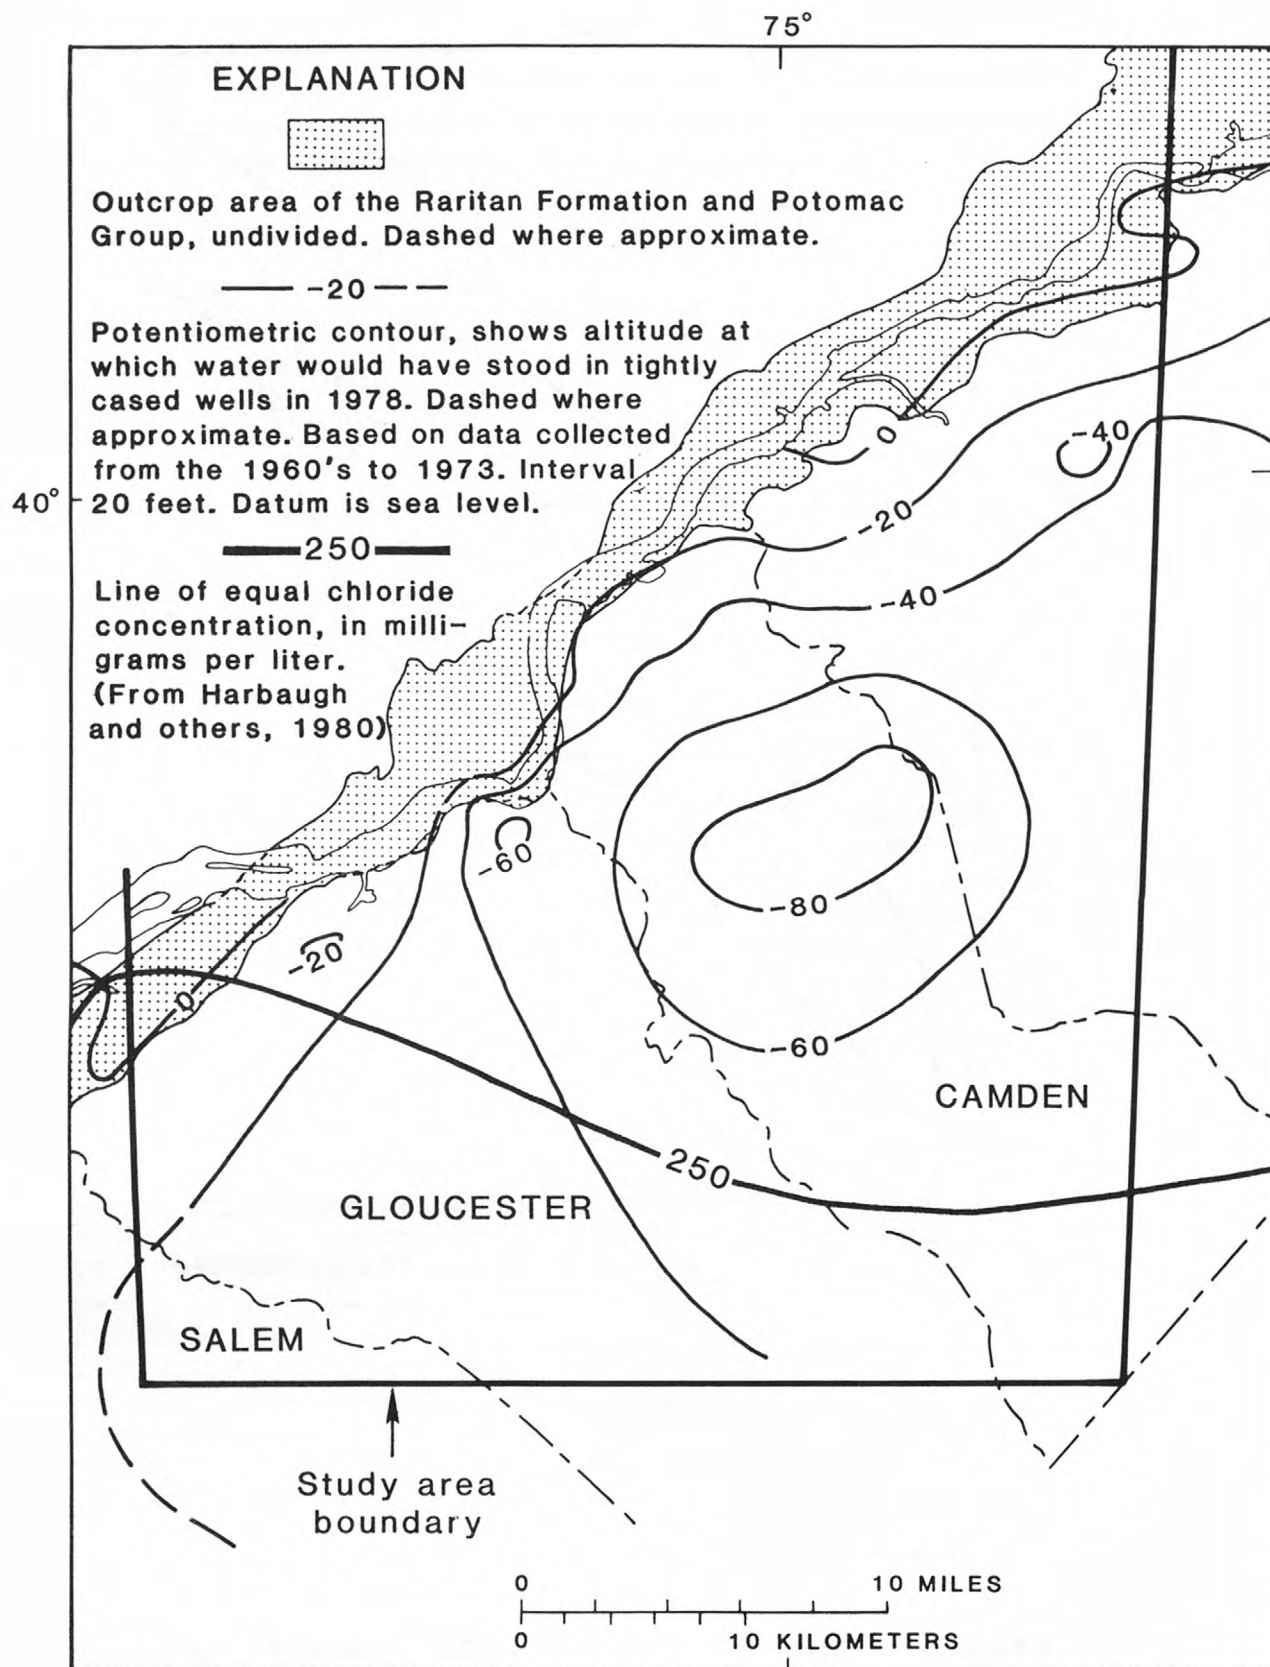 75°
EXPLANATION
Outcrop area of the Raritan Formation and Potomac
Group, undivided. Dashed where approximate.
-20
Potentiometric contour, shows altitude at
which water would have stood in tightly
cased wells in 1978. Dashed where
approximate. Based on data collected
from the 1960's to 1973. Interval
20 feet. Datum is sea level.
40°
250
Line of equal chloride
concentration, in milli-
grams per liter.
(From Harbaugh
and others, 1980)
0
-40
-20
-40
-60
-80
-20
0
-60
CAMDEN
250
GLOUCESTER
SALEM
Study area
boundary
0 10 MILES
0 10 KILOMETERS